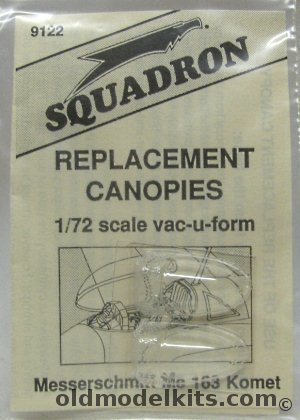 9122
SQUADRON
REPLACEMENT
CANOPIES
1/72 scale vac-u-form
Messerschmitt Me 163 Komet
oldmodelkits.com